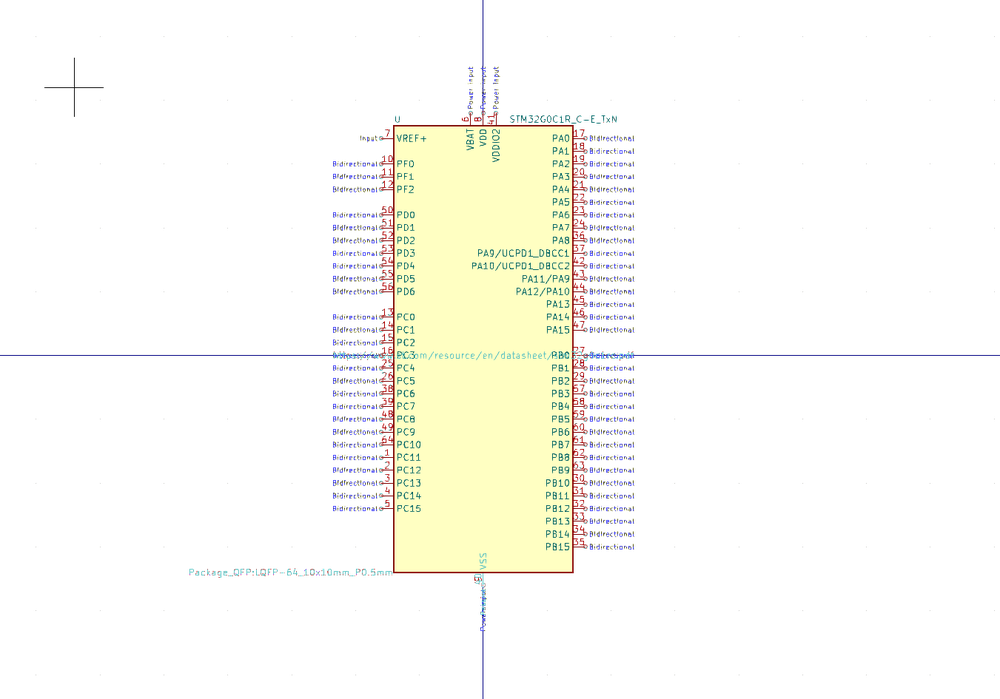 Power Input
Power Input
Power Input
6
8
41
U
STM32G0C1R_C-E_TxN
VBAT
VDD
VDDIO2
Input 7 VREF+ PA0 17 Bidirectional
PA1 18 Bidirectional
Bidirectional 10 PF0 PA2 19 Bidirectional
Bidirectional 11 PF1 PA3 20 Bidirectional
Bidirectional 12 PF2 PA4 21 Bidirectional
PA5 22 Bidirectional
Bidirectional 50 PD0 PA6 23 Bidirectional
Bidirectional 51 PD1 PA7 24 Bidirectional
Bidirectional 52 PD2 PA8 36 Bidirectional
Bidirectional 53 PD3 PA9/UCPD1_DBCC1 37 Bidirectional
Bidirectional 54 PD4 PA10/UCPD1_DBCC2 42 Bidirectional
Bidirectional 55 PD5 PA11/PA9 43 Bidirectional
Bidirectional 56 PD6 PA12/PA10 44 Bidirectional
PA13 45 Bidirectional
Bidirectional 13 PC0 PA14 46 Bidirectional
Bidirectional 14 PC1 PA15 47 Bidirectional
Bidirectional 15 PC2
16 PC3 /resource/en/datasheet/ PB0 27
Bidirectional 25 PC4 PB1 28 Bidirectional
Bidirectional 26 PC5 PB2 29 Bidirectional
Bidirectional 38 PC6 PB3 57 Bidirectional
Bidirectional 39 PC7 PB4 58 Bidirectional
Bidirectional 48 PC8 PB5 59 Bidirectional
Bidirectional 49 PC9 PB6 60 Bidirectional
Bidirectional 64 PC10 PB7 61 Bidirectional
Bidirectional 1 PC11 PB8 62 Bidirectional
Bidirectional 2 PC12 PB9 63 Bidirectional
Bidirectional 3 PC13 PB10 30 Bidirectional
Bidirectional 4 PC14 PB11 31 Bidirectional
Bidirectional 5 PC15 PB12 32 Bidirectional
PB13 33 Bidirectional
PB14 34 Bidirectional
PB15 35 Bidirectional
VSS
Package_QFP:LQFP-64_10x10mm_P0.5mm
Power Input